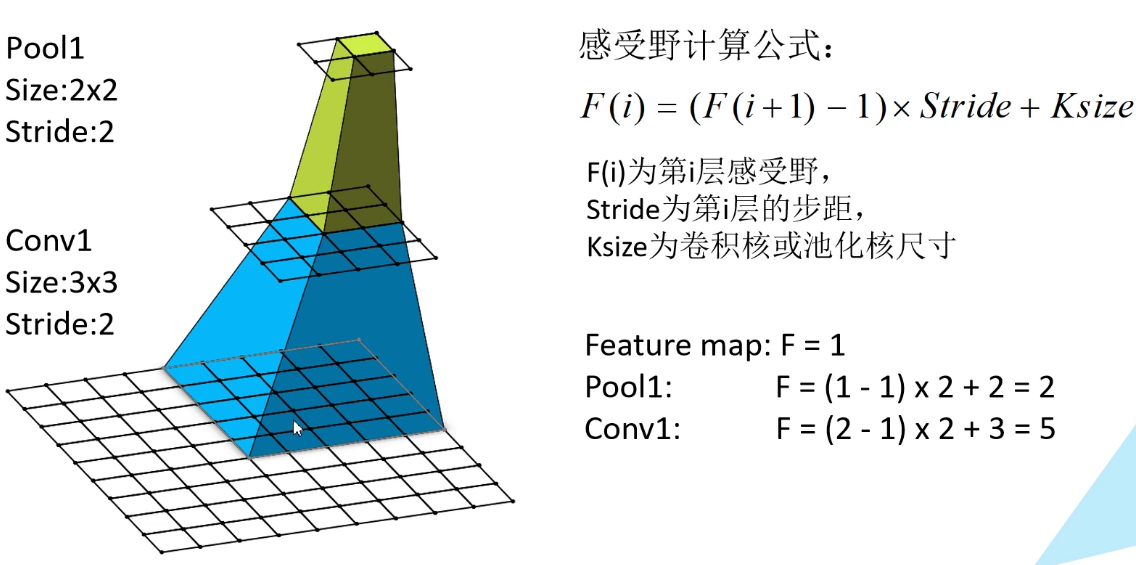 Pool1
Size:2x2
Stride:2
Conv1
Size:3x3
Stride:2
感受野计算公式：
F(i) = (F(i+1) − 1)× Stride + Ksize
F(i)为第i层感受野，
Stride为第i层的步距，
Ksize为卷积核或池化核尺寸
Feature map: F = 1
Pool1: F = (1 - 1) x 2 + 2 = 2
Conv1: F = (2 - 1) x 2 + 3 = 5